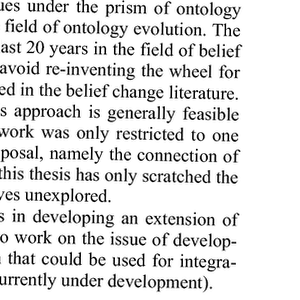 ues under the prism of ontology
field of ontology evolution. The
ast 20 years in the field of belief
avoid re-inventing the wheel for
ed in the belief change literature.
s approach is generally feasible
work was only restricted to one
posal, namely the connection of
this thesis has only scratched the
ves unexplored.
s in developing an extension of
o work on the issue of develop-
that could be used for integra-
urrently under development).